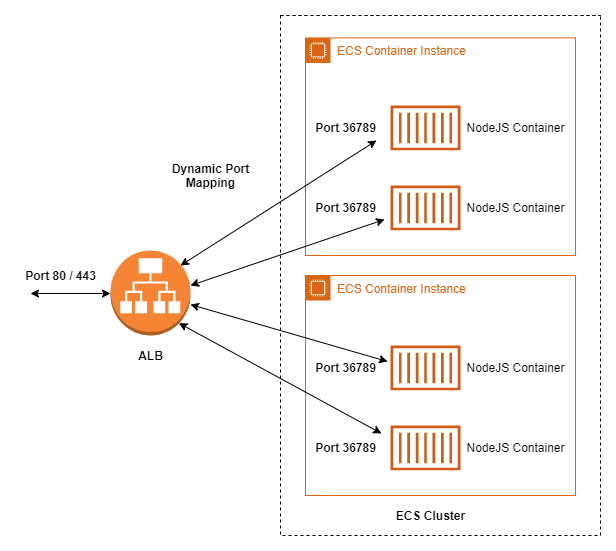 ECS Container Instance
Port 36789
NodeJS Container
Dynamic Port
Mapping
Port 36789
NodeJS Container
Port 80 / 443
ECS Container Instance
ALB
Port 36789
NodeJS Container
Port 36789
NodeJS Container
ECS Cluster